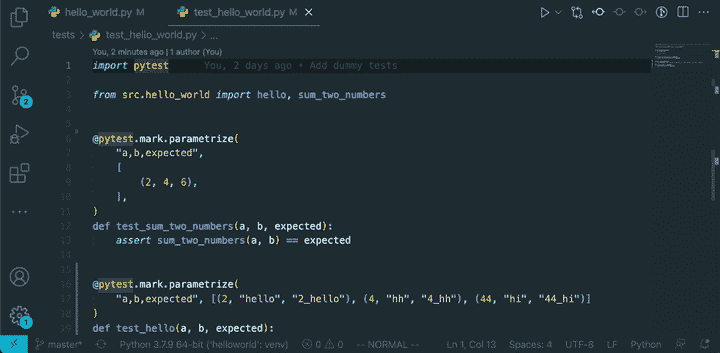 hello_world.py M
test_hello_world.py M
tests > test_hello_world.py > ...
You, 2 minutes ago | 1 author (You)
1 import pytest You, 2 days ago • Add dummy tests
2
3 from src.hello_world import hello, sum_two_numbers
4
5
6 @pytest.mark.parametrize(
7 "a,b,expected",
8 [
9 (2, 4, 6),
10 ],
11 )
12 def test_sum_two_numbers(a, b, expected):
13 assert sum_two_numbers(a, b) == expected
14
15
16 @pytest.mark.parametrize(
17 "a,b,expected", [(2, "hello", "2_hello"), (4, "hh", "4_hh"), (44, "hi", "44_hi")]
18 )
19 def test_hello(a, b, expected):
2
1
master* Python 3.7.9 64-bit ('helloworld': venv) 0 0 -- NORMAL -- Ln 1, Col 13 Spaces: 4 UTF-8 LF Python